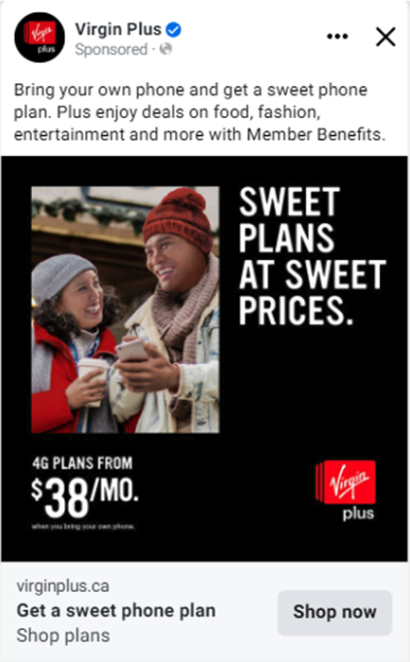 Virgin Plus
Sponsored ·
Bring your own phone and get a sweet phone
plan. Plus enjoy deals on food, fashion,
entertainment and more with Member Benefits.
SWEET
PLANS
AT SWEET
PRICES.
4G PLANS FROM
$38/MO.
when you bring your own phone.
Virgin
plus
virginplus.ca
Get a sweet phone plan
Shop plans
Shop now